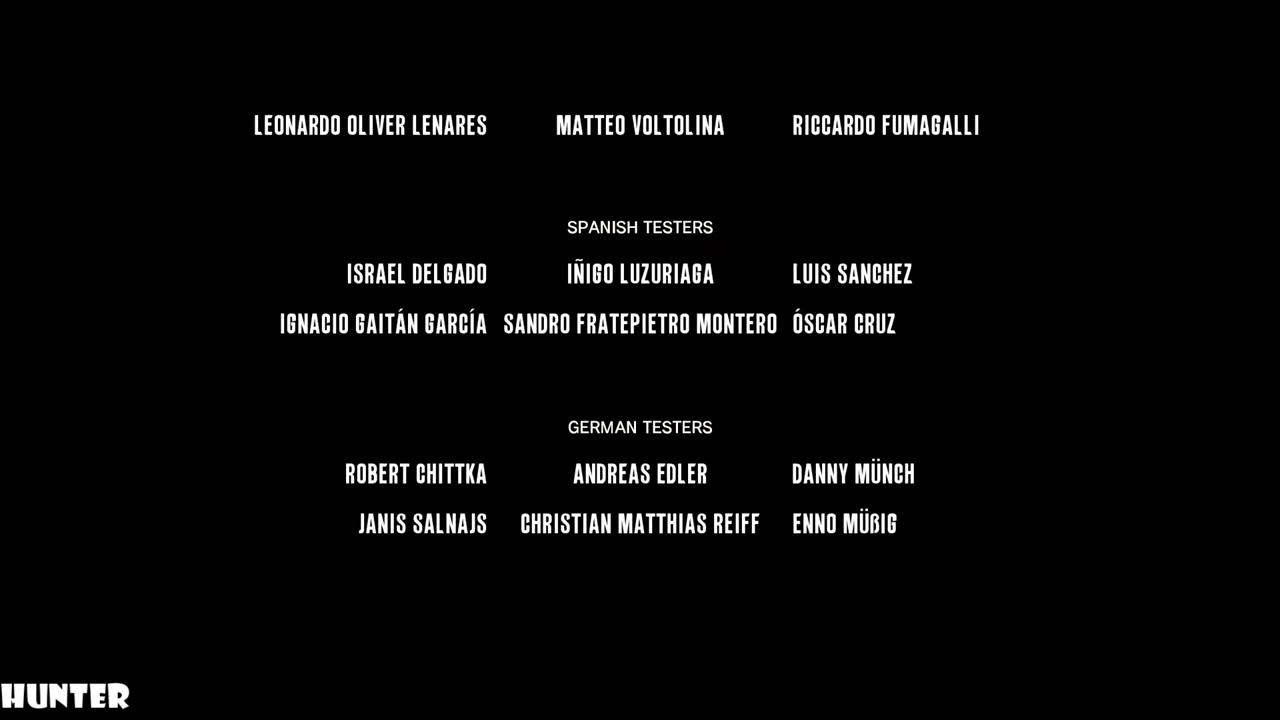 LEONARDO OLIVER LENARES MATTEO VOLTOLINA RICCARDO FUMAGALLI
SPANISH TESTERS
ISRAEL DELGADO IÑIGO LUZURIAGA LUIS SANCHEZ
IGNACIO GAITÁN GARCÍA SANDRO FRATEPIETRO MONTERO ÓSCAR CRUZ
GERMAN TESTERS
ROBERT CHITTKA ANDREAS EDLER DANNY MÜNCH
JANIS SALNAJS CHRISTIAN MATTHIAS REIFF ENNO MÜßIG
HUNTER